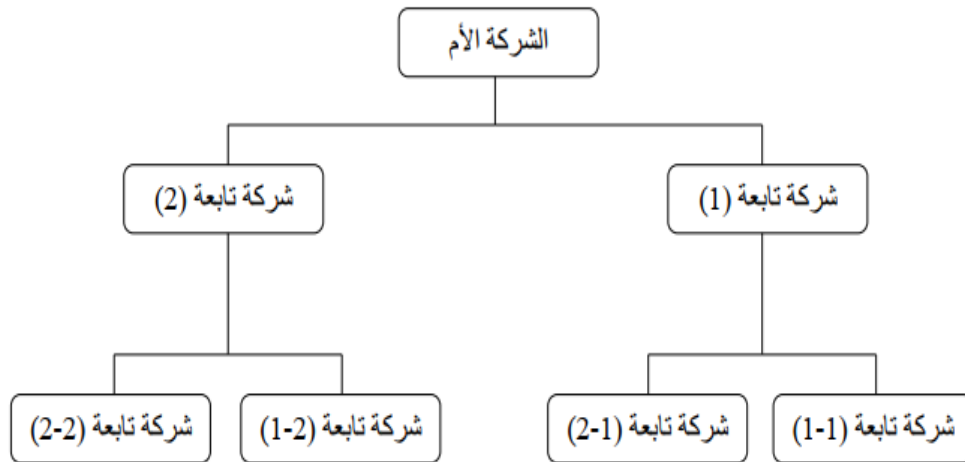 الشركة الأم
شركة تابعة (1)
شركة تابعة (2)
شركة تابعة (1-1)
شركة تابعة (2-1)
شركة تابعة (1-2)
شركة تابعة (2-2)